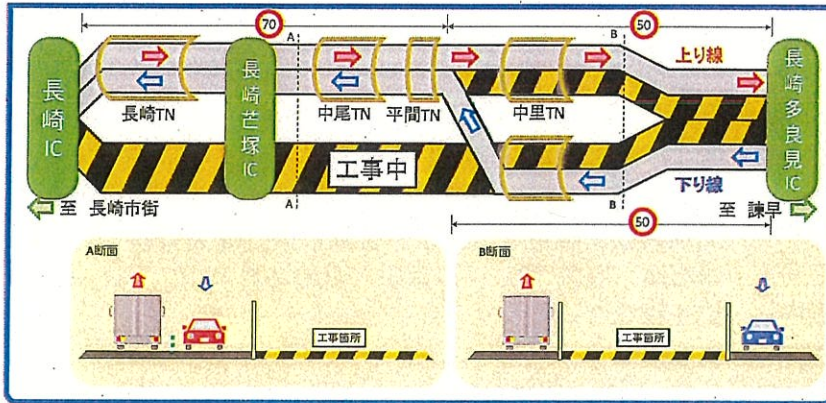 70
50
A
B
長崎IC
長崎芒塚IC
長崎多良見IC
上り線
長崎TN
中尾TN
平間TN
中里TN
工事中
下り線
至 長崎市街
A
B
至 諫早
50
A断面
工事箇所
B断面
工事箇所